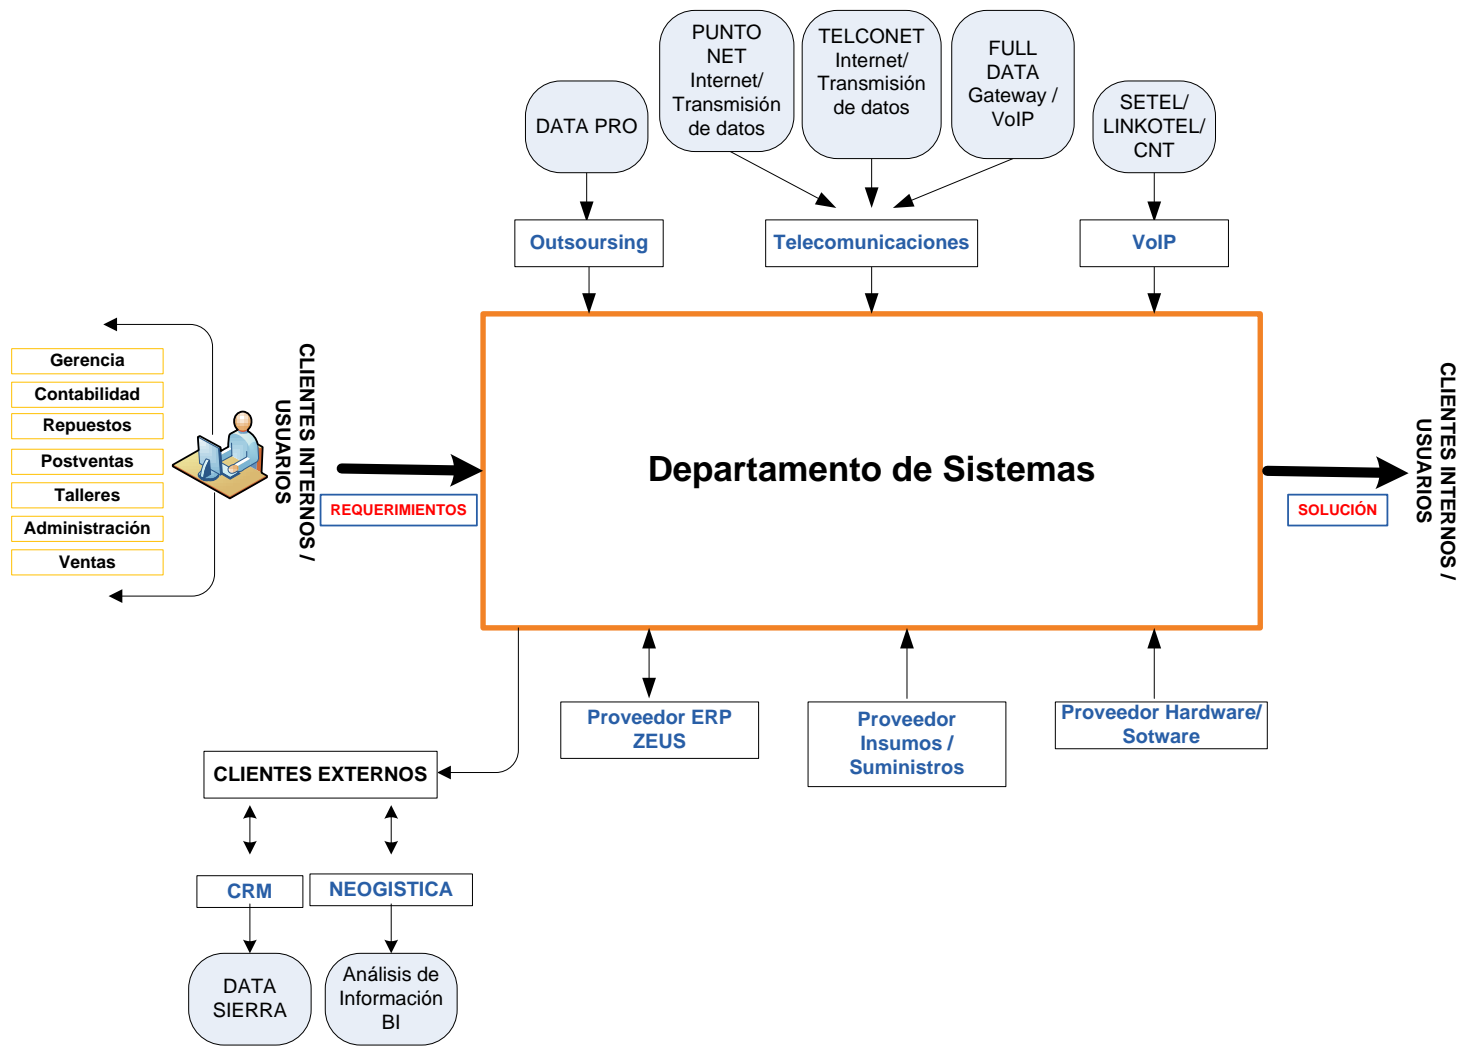 PUNTO
NET
Internet/
Transmisión
de datos
TELCONET
Internet/
Transmisión
de datos
FULL
DATA
Gateway /
VoIP
DATA PRO
SETEL/
LINKOTEL/
CNT
Outsoursing
Telecomunicaciones
VoIP
Gerencia
Contabilidad
Repuestos
Postventas
Talleres
Administración
Ventas
CLIENTES INTERNOS /
USUARIOS
REQUERIMIENTOS
Departamento de Sistemas
SOLUCIÓN
CLIENTES INTERNOS /
USUARIOS
Proveedor ERP
ZEUS
Proveedor
Insumos /
Suministros
Proveedor Hardware/
Sotware
CLIENTES EXTERNOS
CRM
NEOGISTICA
DATA
SIERRA
Análisis de
Información
BI